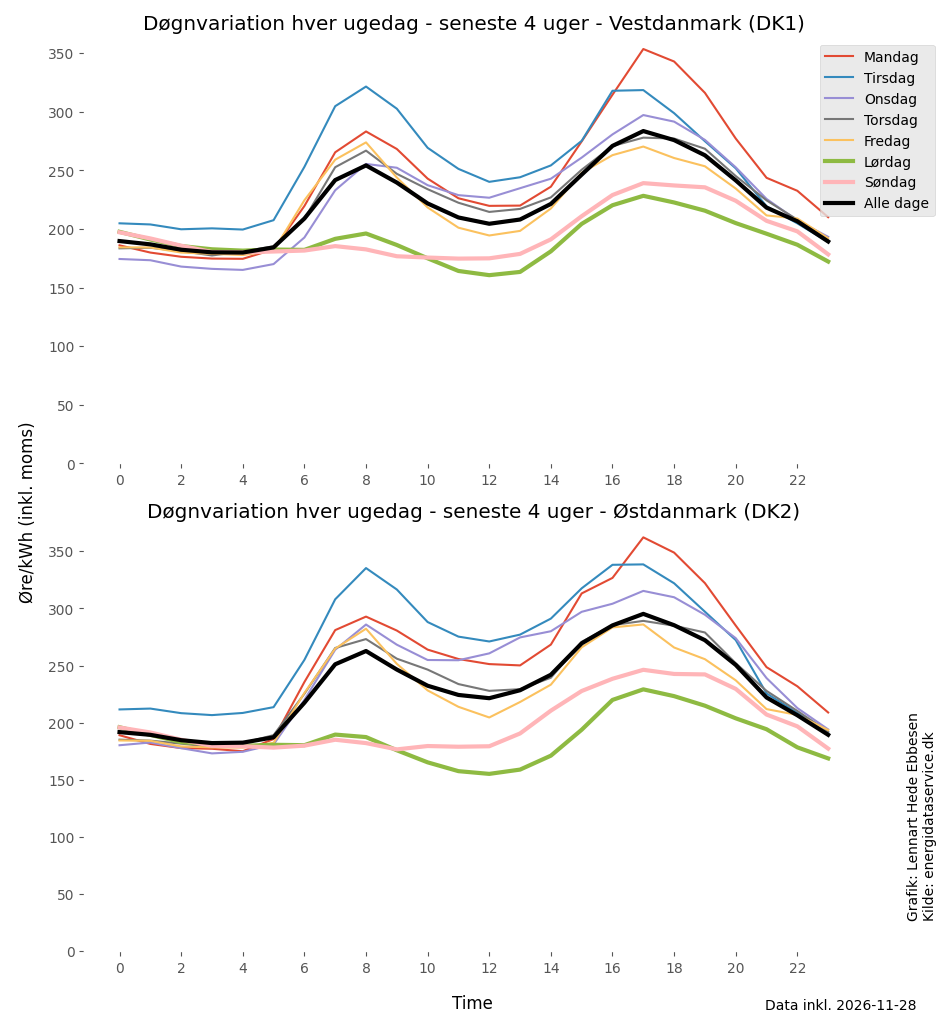 Døgnvariation hver ugedag - seneste 4 uger - Vestdanmark (DK1)
350
300
250
200
150
100
50
0
0 2 4 6 8 10 12 14 16 18 20 22
Mandag
Tirsdag
Onsdag
Torsdag
Fredag
Lørdag
Søndag
Alle dage
Øre/kWh (inkl. moms)
Døgnvariation hver ugedag - seneste 4 uger - Østdanmark (DK2)
350
300
250
200
150
100
50
0
0 2 4 6 8 10 12 14 16 18 20 22
Time
Grafik: Lennart Hede Ebbesen
Kilde: energidataservice.dk
Data inkl. 2026-11-28